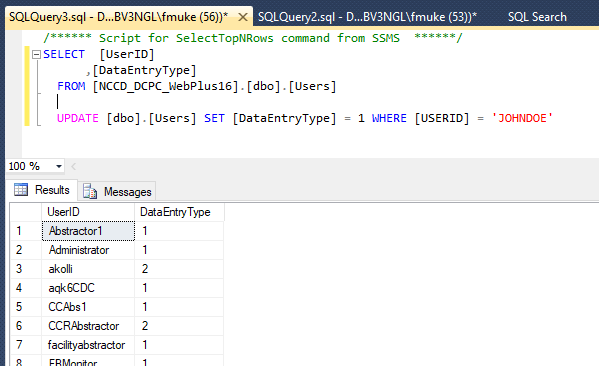 SQLQuery3.sql - D...BV3NGL\fmuke (56))* SQLQuery2.sql - D...BV3NGL\fmuke (53))* SQL Search
/****** Script for SelectTopNRows command from SSMS ******/
SELECT [UserID]
,[DataEntryType]
FROM [NCCD_DCPC_WebPlus16].[dbo].[Users]
UPDATE [dbo].[Users] SET [DataEntryType] = 1 WHERE [USERID] = 'JOHNDOE'
100 %
Results Messages
UserID DataEntryType
1 Abstractor1 1
2 Administrator 1
3 akolli 2
4 aqk6CDC 1
5 CCAbs1 1
6 CCRAbstractor 2
7 facilityabstractor 1
8 FBMonitor 1